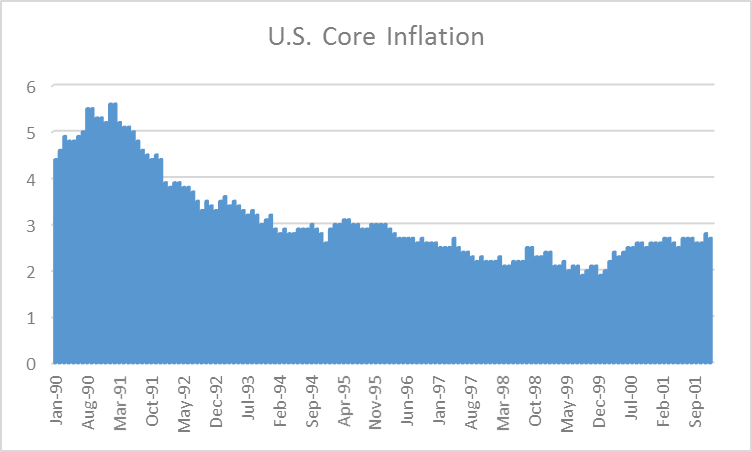 U.S. Core Inflation
6
5
4
3
2
1
0
Jan-90
Aug-90
Mar-91
Oct-91
May-92
Dec-92
Jul-93
Feb-94
Sep-94
Apr-95
Nov-95
Jun-96
Jan-97
Aug-97
Mar-98
Oct-98
May-99
Dec-99
Jul-00
Feb-01
Sep-01